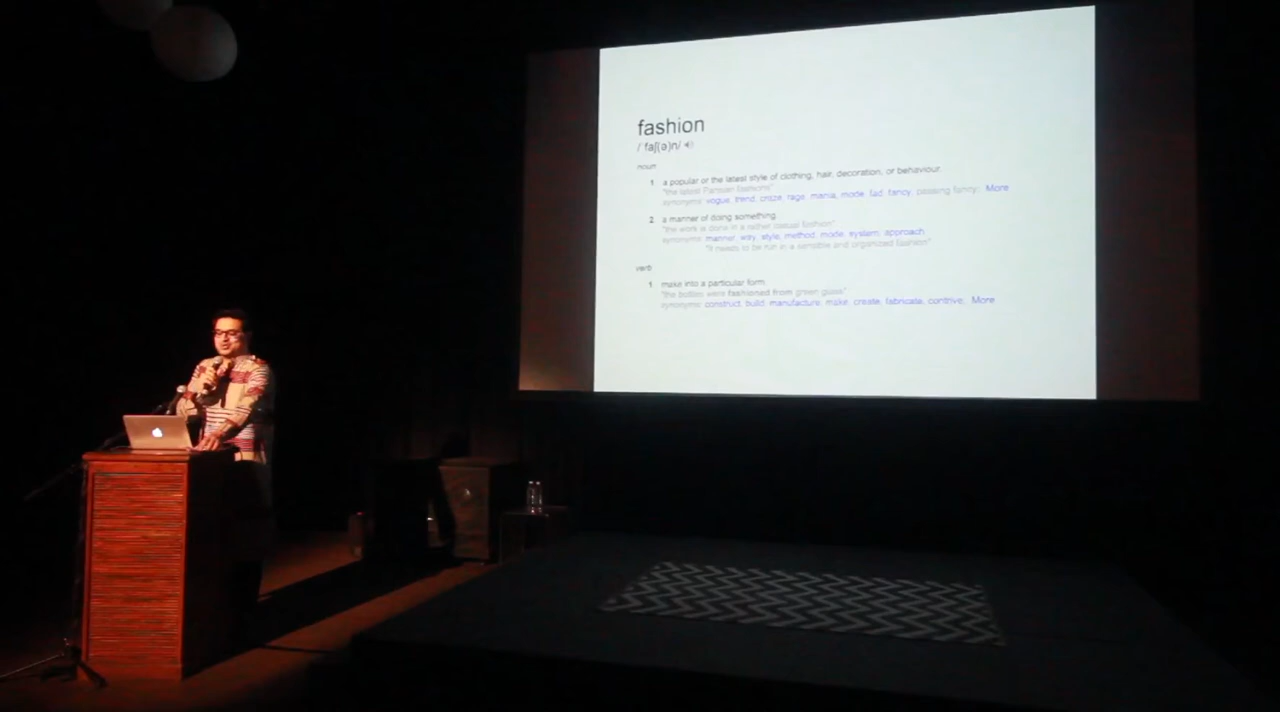 fashion
/ˈfaʃ(ə)n/
noun
1 a popular or the latest style of clothing, hair, decoration, or behaviour.
"the latest Parisian fashions"
synonyms: vogue, trend, craze, rage, mania, mode, fad, fancy, passing fancy; More
2 a manner of doing something.
"the work is done in a rather casual fashion"
synonyms: manner, way, style, method, mode, system, approach
"it needs to be run in a sensible and organized fashion"
verb
1 make into a particular form.
"the bottles were fashioned from green glass"
synonyms: construct, build, manufacture, make, create, fabricate, contrive; More